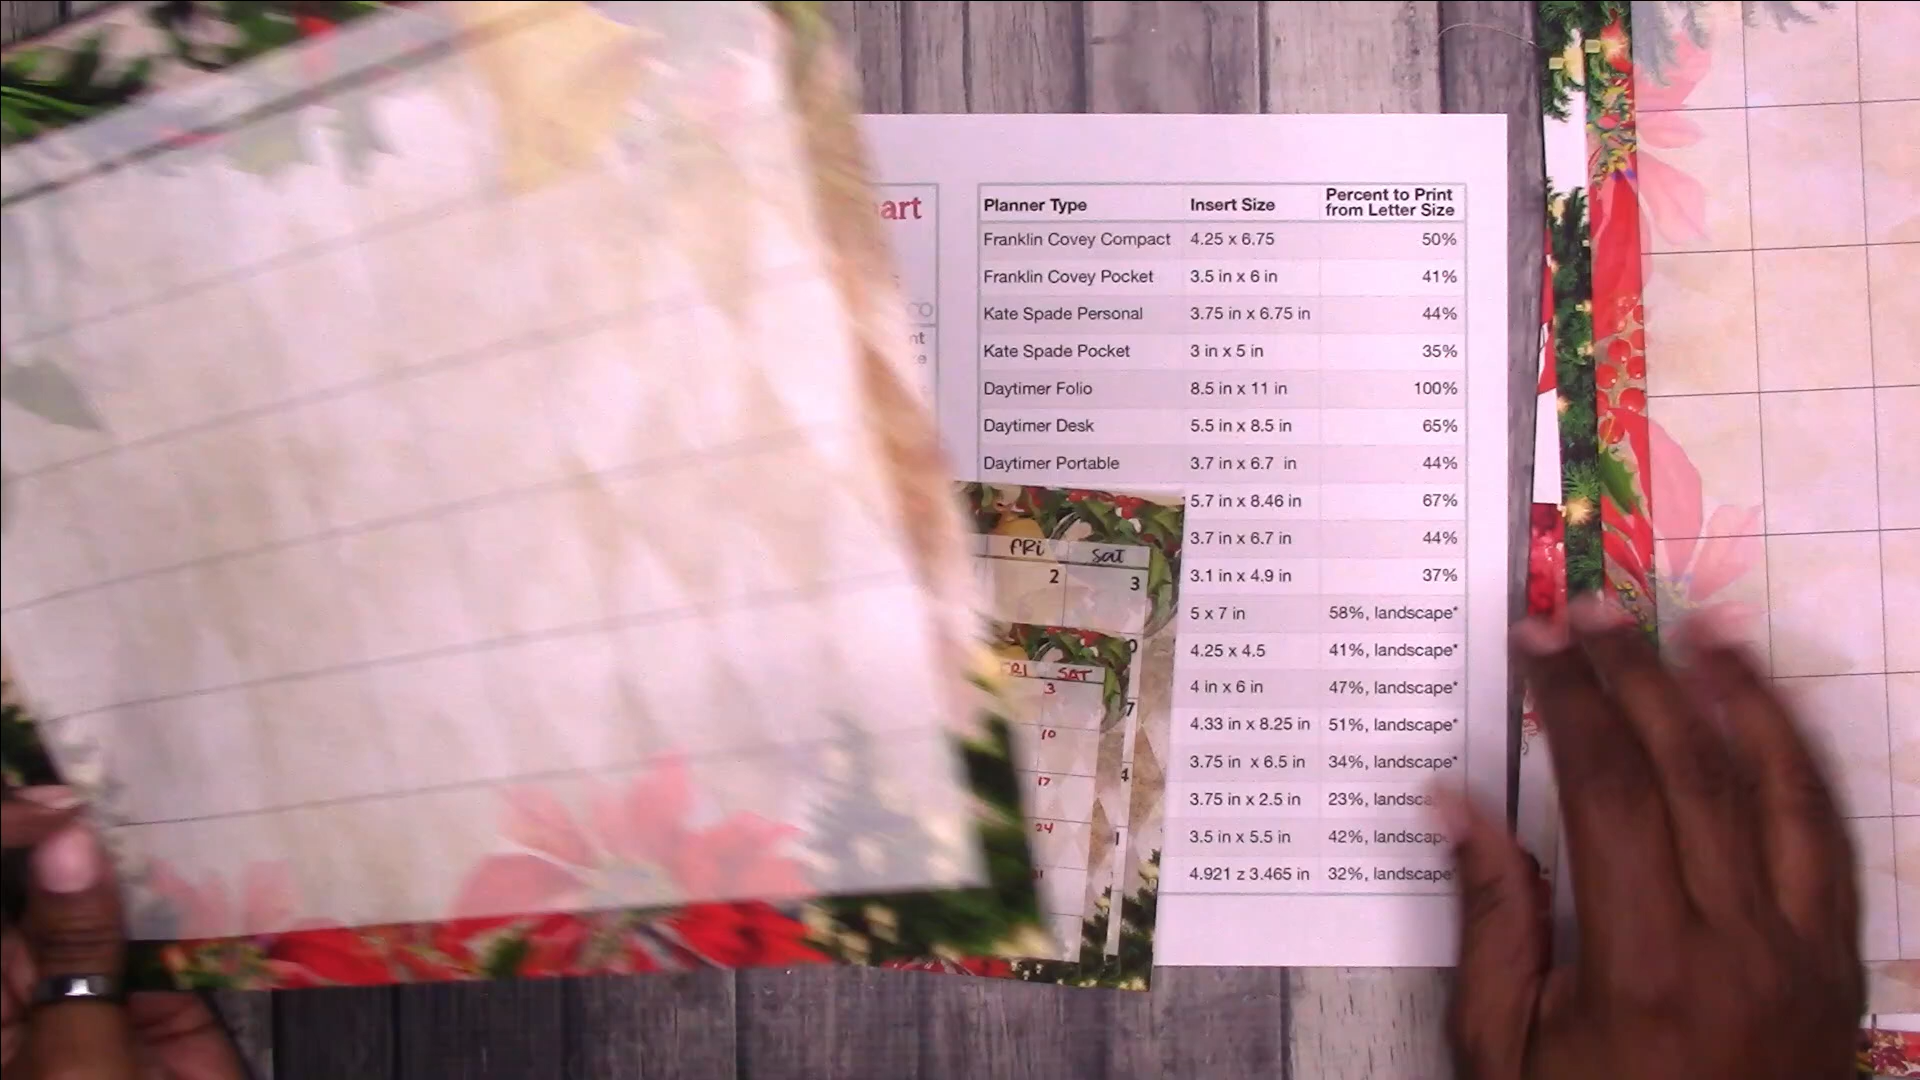 art
nt
Planner Type Insert Size Percent to Print from Letter Size
Franklin Covey Compact 4.25 x 6.75 50%
Franklin Covey Pocket 3.5 in x 6 in 41%
Kate Spade Personal 3.75 in x 6.75 in 44%
Kate Spade Pocket 3 in x 5 in 35%
Daytimer Folio 8.5 in x 11 in 100%
Daytimer Desk 5.5 in x 8.5 in 65%
Daytimer Portable 3.7 in x 6.7 in 44%
5.7 in x 8.46 in 67%
3.7 in x 6.7 in 44%
3.1 in x 4.9 in 37%
5 x 7 in 58%, landscape*
4.25 x 4.5 41%, landscape*
4 in x 6 in 47%, landscape*
4.33 in x 8.25 in 51%, landscape*
3.75 in x 6.5 in 34%, landscape*
3.75 in x 2.5 in 23%, landsca
3.5 in x 5.5 in 42%, landscap
4.921 z 3.465 in 32%, landscape
FRi Sat
2 3
FRI SAT
3
10
17
24